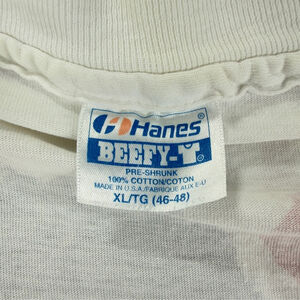 Hanes
BEEFY-T
PRE-SHRUNK
100% COTTON/COTON
MADE IN U.S.A./FABRIQUE AUX E-U
XL/TG (46-48)